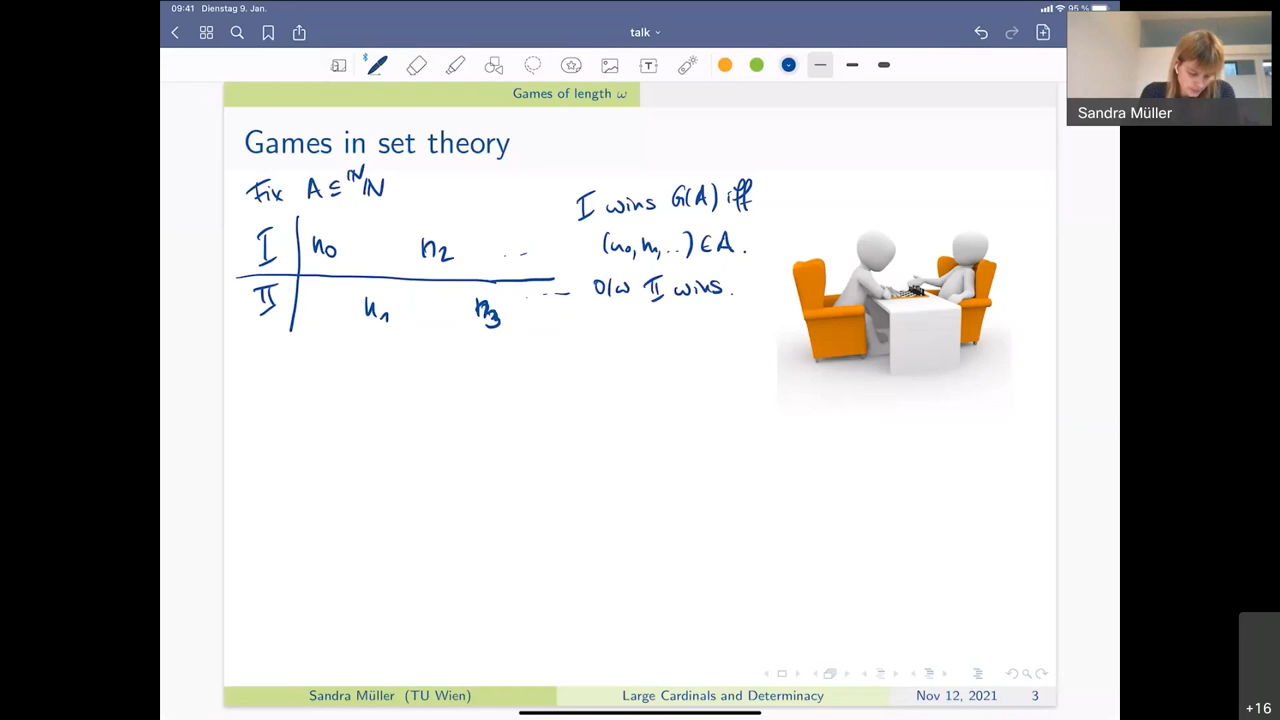 09:41 Dienstag 9. Jan.
95 %
talk
Sandra Müller
Games of length ω
Games in set theory
Fix A ⊆ ᴺℕ
I wins G(A) iff
(n₀, n₁, ...) ∈ A.
o/w II wins.
I n₀ n₂ ...
II n₁ n₃ ...
Sandra Müller (TU Wien) Large Cardinals and Determinacy Nov 12, 2021 3
+16